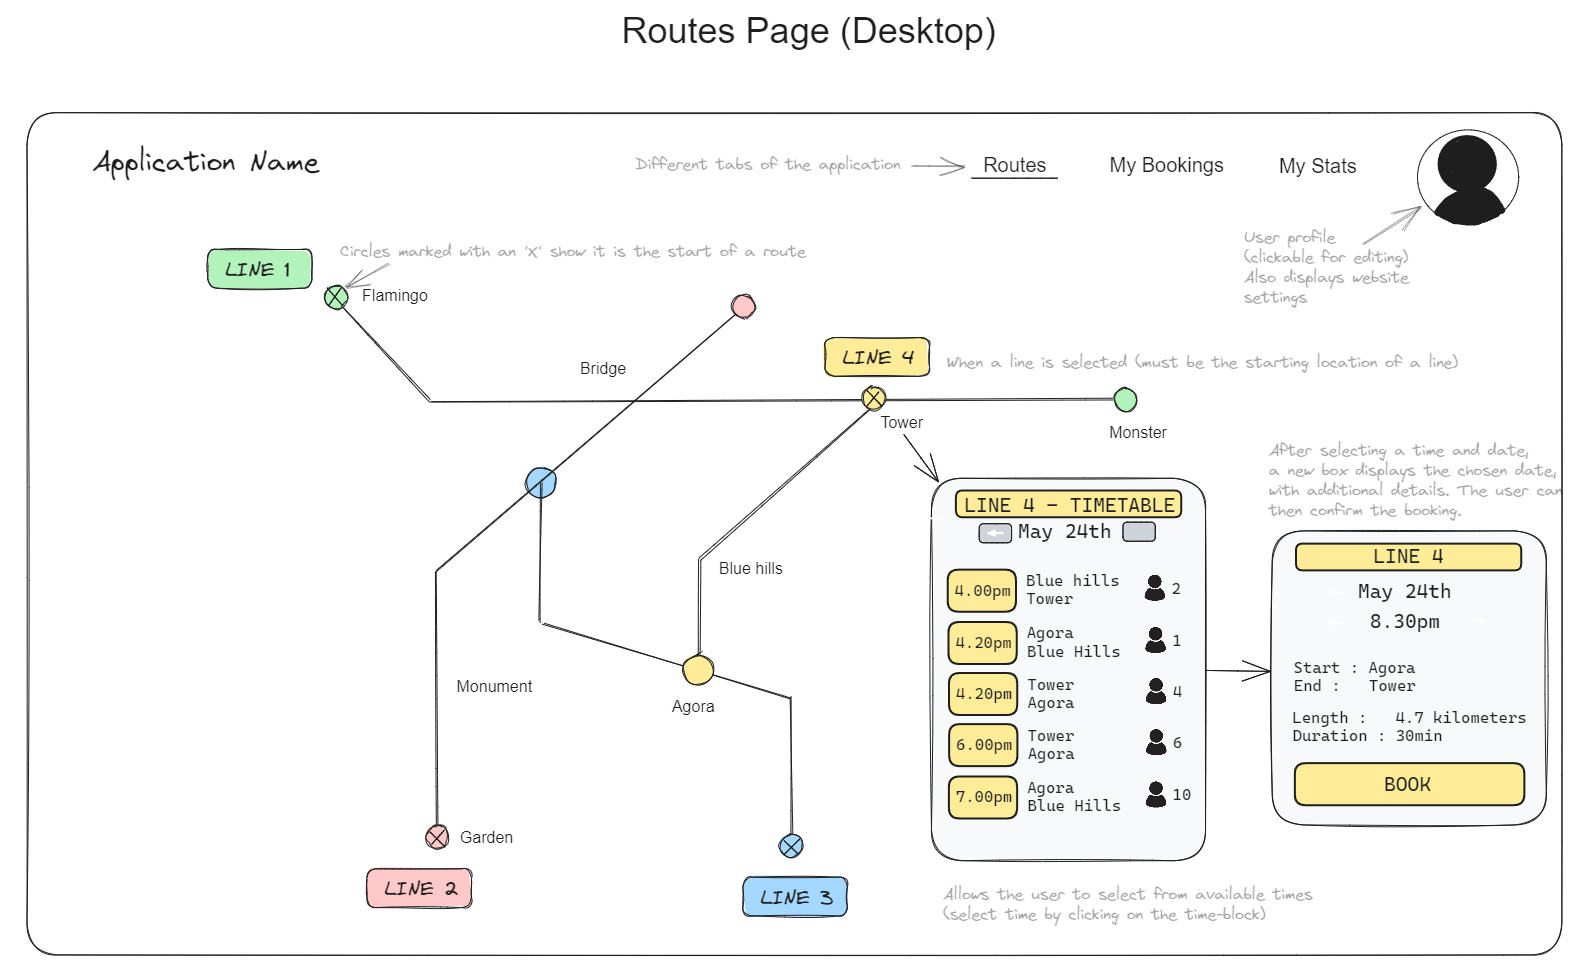 Routes Page (Desktop)
Application Name
Different tabs of the application
Routes
My Bookings
My Stats
User profile
(clickable for editing)
Also displays website
settings
Circles marked with an 'X' show it is the start of a route
LINE 1
Flamingo
Bridge
LINE 4
When a line is selected (must be the starting location of a line)
Tower
Monster
Blue hills
Monument
Agora
Garden
LINE 2
LINE 3
LINE 4 - TIMETABLE
May 24th
4.00pm
Blue hills
Tower
2
4.20pm
Agora
Blue Hills
1
4.20pm
Tower
Agora
4
6.00pm
Tower
Agora
6
7.00pm
Agora
Blue Hills
10
Allows the user to select from available times
(select time by clicking on the time-block)
After selecting a time and date,
a new box displays the chosen date,
with additional details. The user can
then confirm the booking.
LINE 4
May 24th
8.30pm
Start : Agora
End : Tower
Length : 4.7 kilometers
Duration : 30min
BOOK